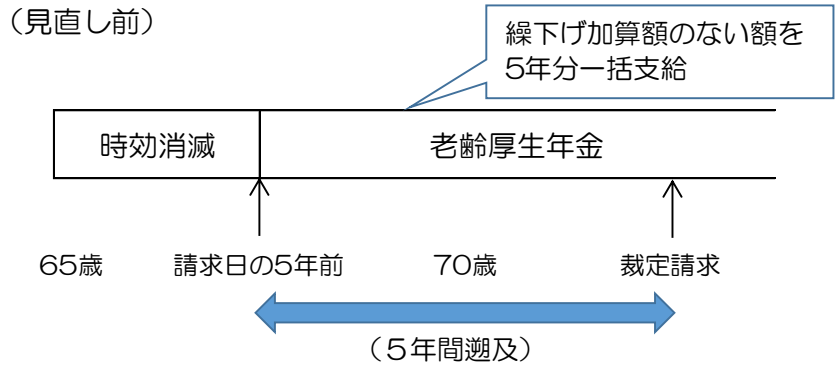 （見直し前）
繰下げ加算額のない額を
5年分一括支給
時効消滅
老齢厚生年金
65歳
請求日の5年前
70歳
裁定請求
（５年間遡及）